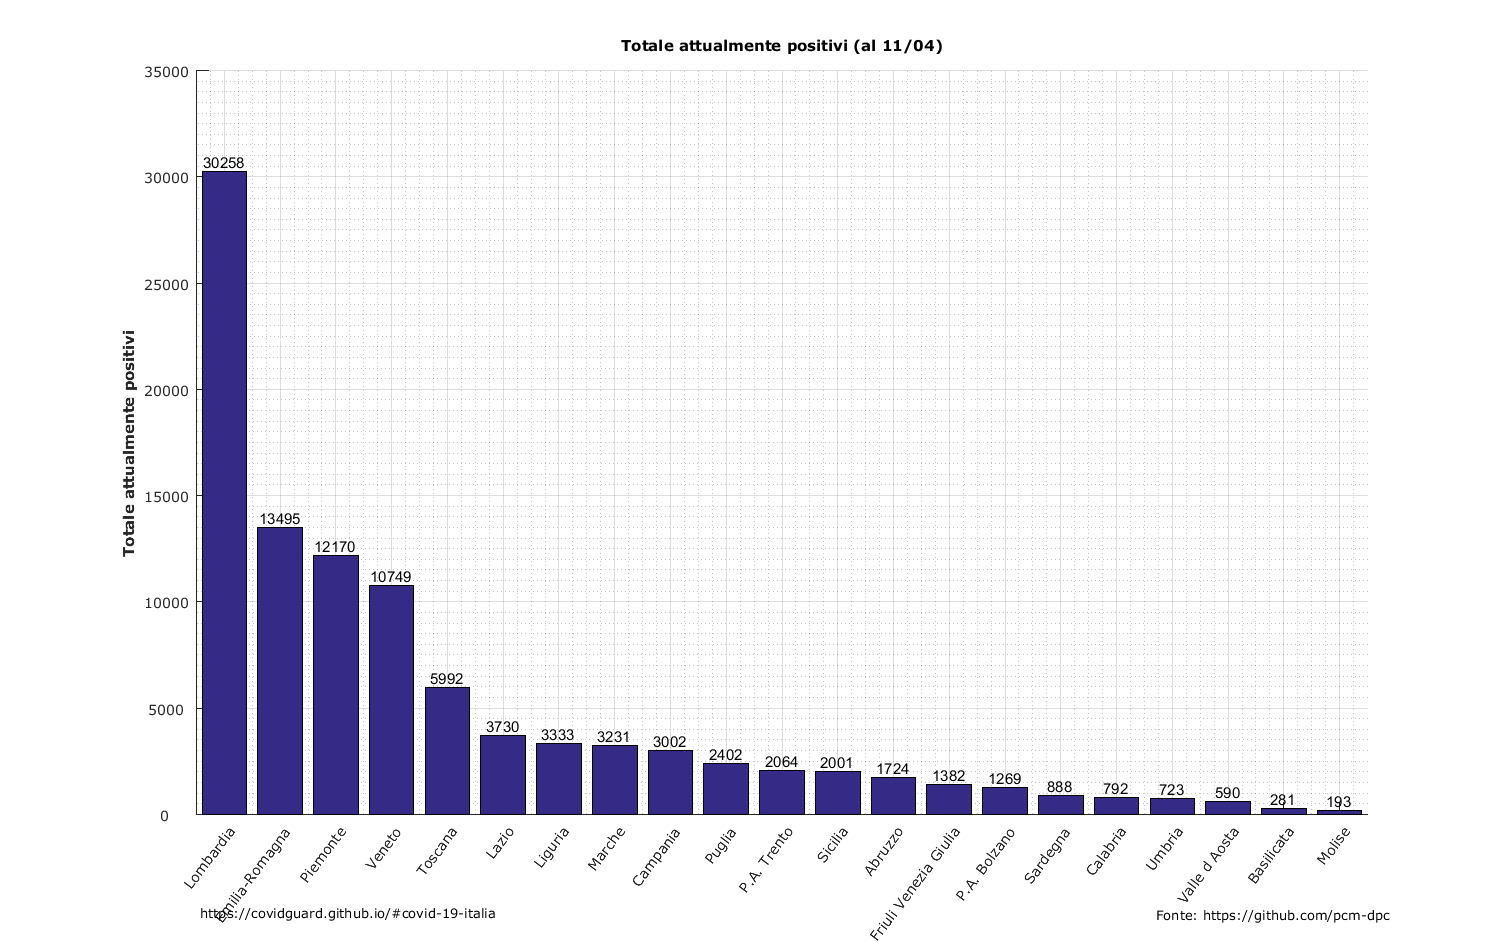 Totale attualmente positivi (al 11/04)
Totale attualmente positivi
35000
30000
25000
20000
15000
10000
5000
0
30258
13495
12170
10749
5992
3730
3333
3231
3002
2402
2064
2001
1724
1382
1269
888
792
723
590
281
193
Lombardia
Emilia-Romagna
Piemonte
Veneto
Toscana
Lazio
Liguria
Marche
Campania
Puglia
P.A. Trento
Sicilia
Abruzzo
Friuli Venezia Giulia
P.A. Bolzano
Sardegna
Calabria
Umbria
Valle d Aosta
Basilicata
Molise
https://covidguard.github.io/#covid-19-italia
Fonte: https://github.com/pcm-dpc